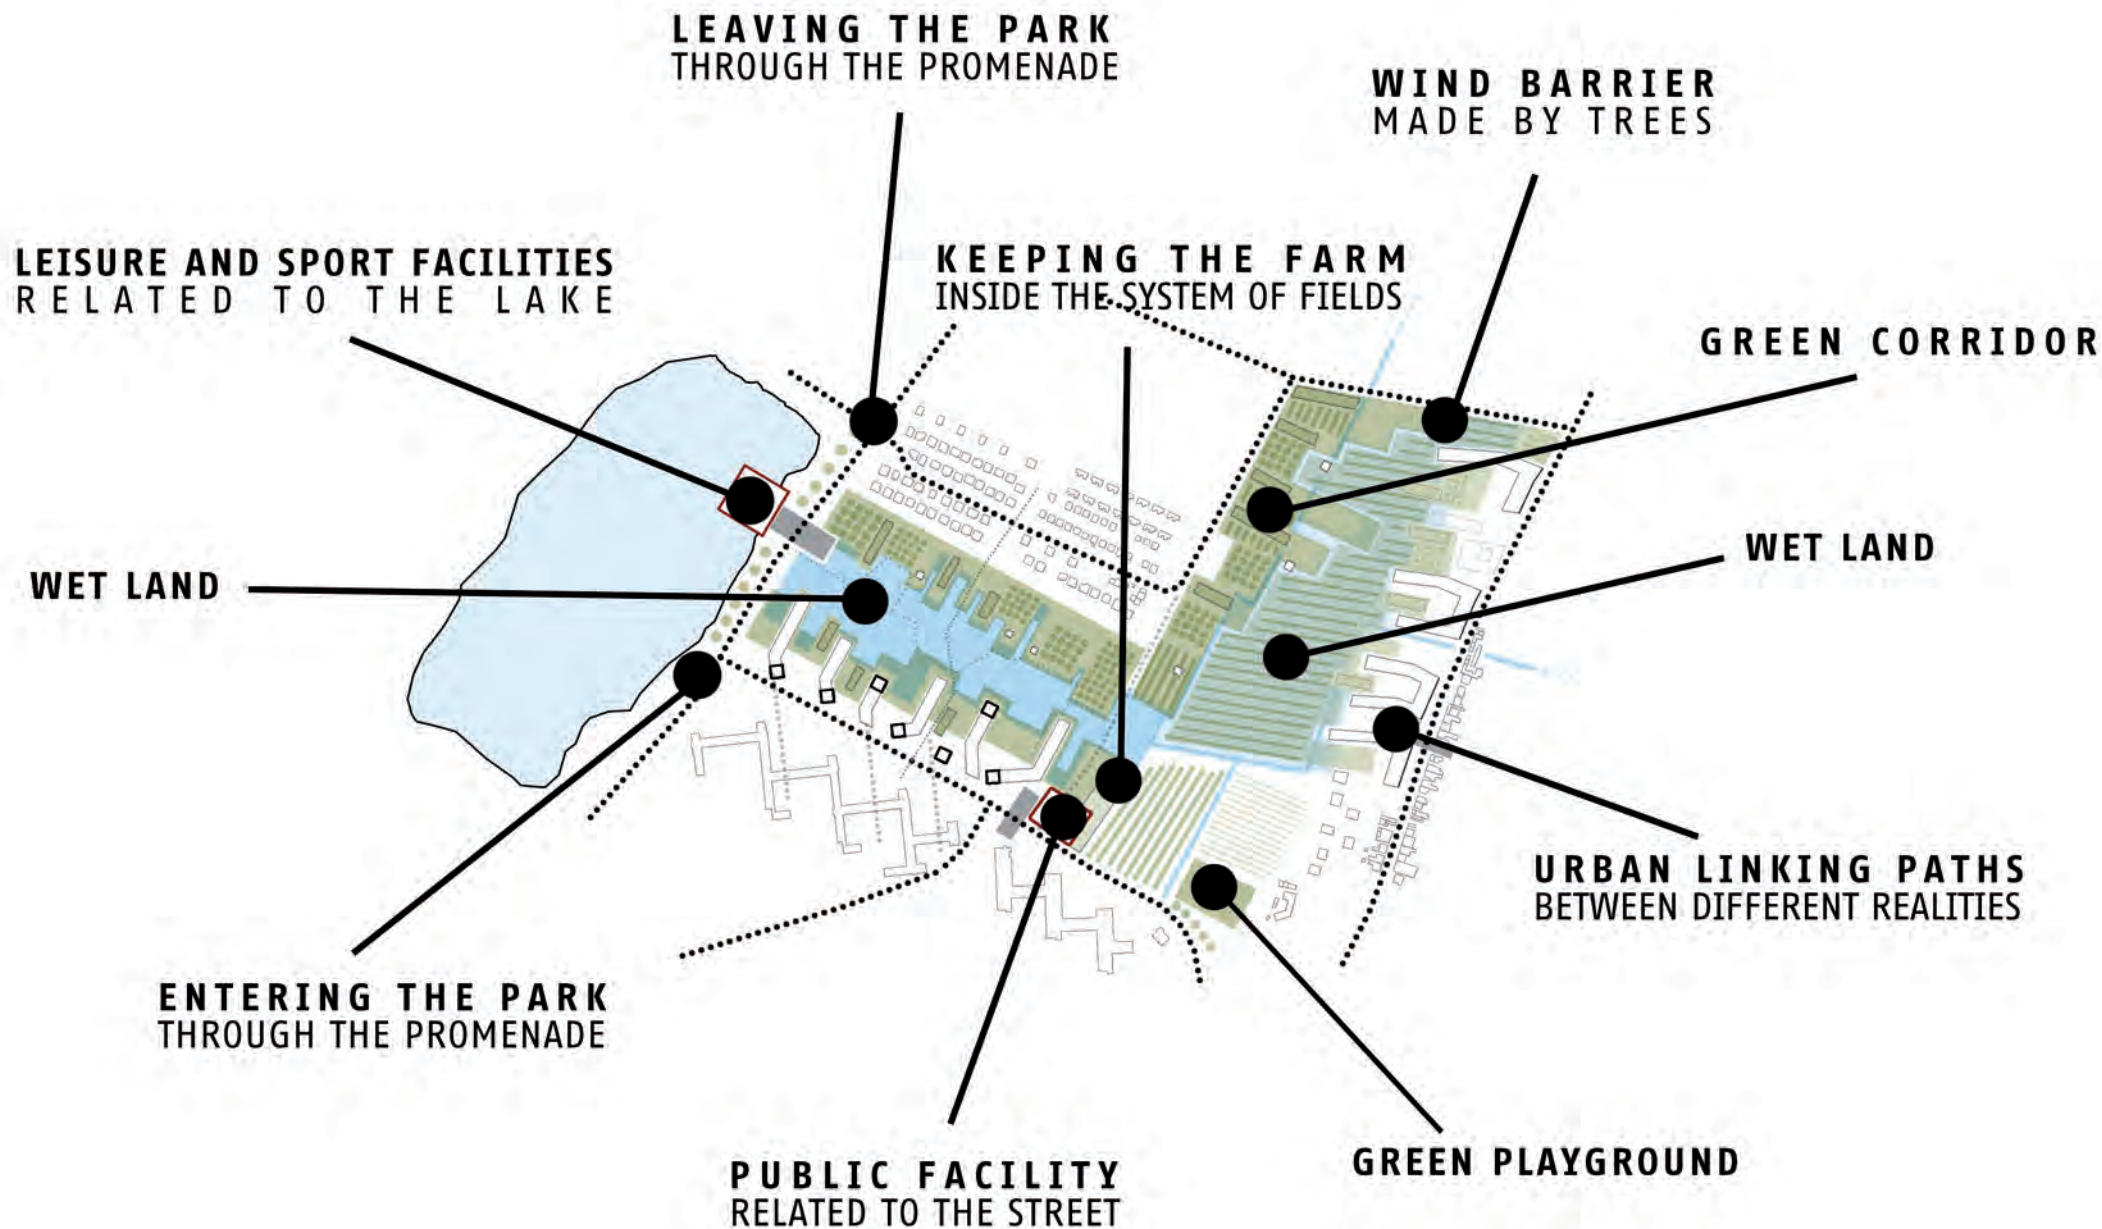 LEAVING THE PARK
THROUGH THE PROMENADE
WIND BARRIER
MADE BY TREES
LEISURE AND SPORT FACILITIES
RELATED TO THE LAKE
KEEPING THE FARM
INSIDE THE SYSTEM OF FIELDS
GREEN CORRIDOR
WET LAND
WET LAND
URBAN LINKING PATHS
BETWEEN DIFFERENT REALITIES
ENTERING THE PARK
THROUGH THE PROMENADE
PUBLIC FACILITY
RELATED TO THE STREET
GREEN PLAYGROUND